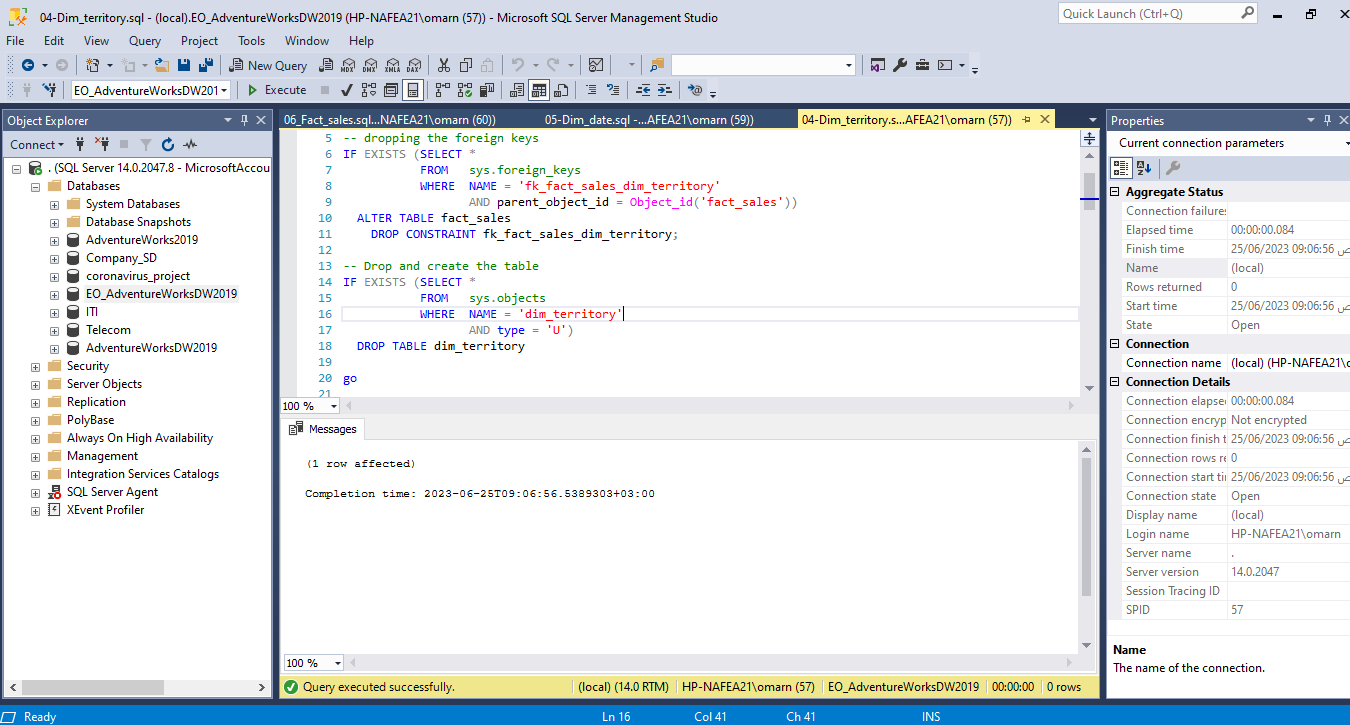 04-Dim_territory.sql - (local).EO_AdventureWorksDW2019 (HP-NAFEA21\omarn (57)) - Microsoft SQL Server Management Studio
Quick Launch (Ctrl+Q)
File Edit View Query Project Tools Window Help
New Query MDX DMX XMLA DAX
EO_AdventureWorksDW201 Execute
Object Explorer
Connect
. (SQL Server 14.0.2047.8 - MicrosoftAccou
Databases
System Databases
Database Snapshots
AdventureWorks2019
Company_SD
coronavirus_project
EO_AdventureWorksDW2019
ITI
Telecom
AdventureWorksDW2019
Security
Server Objects
Replication
PolyBase
Always On High Availability
Management
Integration Services Catalogs
SQL Server Agent
XEvent Profiler
06_Fact_sales.sql...NAFEA21\omarn (60)) 05-Dim_date.sql -...AFEA21\omarn (59)) 04-Dim_territory.s...AFEA21\omarn (57))
5 -- dropping the foreign keys
6 IF EXISTS (SELECT *
7 FROM sys.foreign_keys
8 WHERE NAME = 'fk_fact_sales_dim_territory'
9 AND parent_object_id = Object_id('fact_sales'))
10 ALTER TABLE fact_sales
11 DROP CONSTRAINT fk_fact_sales_dim_territory;
12
13 -- Drop and create the table
14 IF EXISTS (SELECT *
15 FROM sys.objects
16 WHERE NAME = 'dim_territory'
17 AND type = 'U')
18 DROP TABLE dim_territory
19
20 go
21
100 %
Messages
(1 row affected)
Completion time: 2023-06-25T09:06:56.5389303+03:00
100 %
Query executed successfully. (local) (14.0 RTM) HP-NAFEA21\omarn (57) EO_AdventureWorksDW2019 00:00:00 0 rows
Properties
Current connection parameters
Aggregate Status
Connection failures
Elapsed time 00:00:00.084
Finish time 25/06/2023 09:06:56 ص
Name (local)
Rows returned 0
Start time 25/06/2023 09:06:56 ص
State Open
Connection
Connection name (local) (HP-NAFEA21\o
Connection Details
Connection elapse 00:00:00.084
Connection encryp Not encrypted
Connection finish t 25/06/2023 09:06:56 ص
Connection rows re 0
Connection start ti 25/06/2023 09:06:56 ص
Connection state Open
Display name (local)
Login name HP-NAFEA21\omarn
Server name .
Server version 14.0.2047
Session Tracing ID
SPID 57
Name
The name of the connection.
Ready Ln 16 Col 41 Ch 41 INS